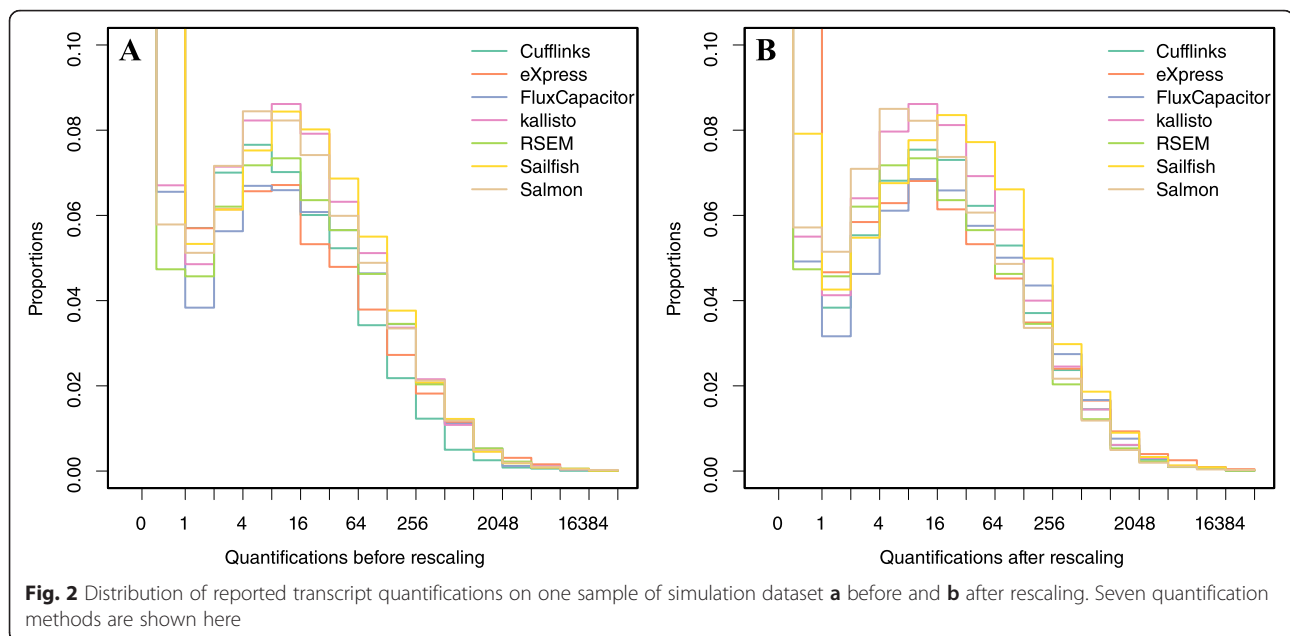 A
Cufflinks
eXpress
FluxCapacitor
kallisto
RSEM
Sailfish
Salmon
Proportions
0.00
0.02
0.04
0.06
0.08
0.10
0 1 4 16 64 256 2048 16384
Quantifications before rescaling
B
Cufflinks
eXpress
FluxCapacitor
kallisto
RSEM
Sailfish
Salmon
Proportions
0.00
0.02
0.04
0.06
0.08
0.10
0 1 4 16 64 256 2048 16384
Quantifications after rescaling
Fig. 2 Distribution of reported transcript quantifications on one sample of simulation dataset a before and b after rescaling. Seven quantification
methods are shown here